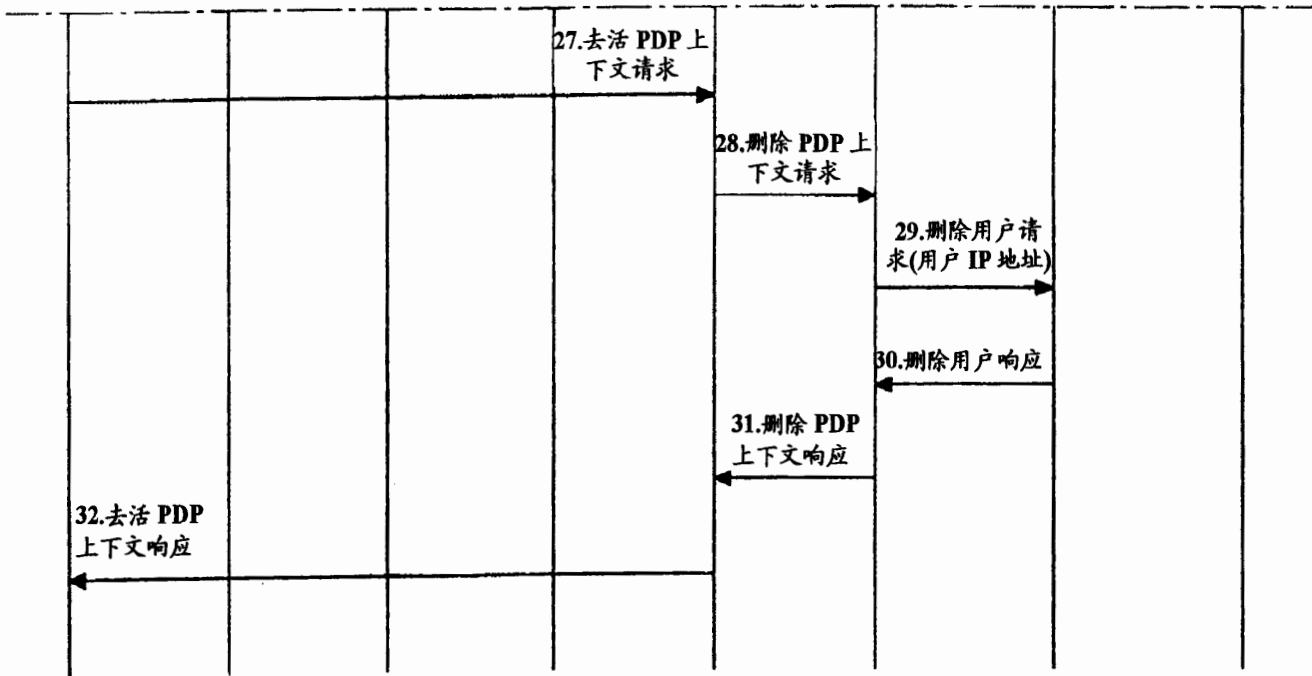 27.去活 PDP 上
下文请求
28.删除 PDP 上
下文请求
29.删除用户请
求(用户 IP 地址)
30.删除用户响应
31.删除 PDP
上下文响应
32.去活 PDP
上下文响应